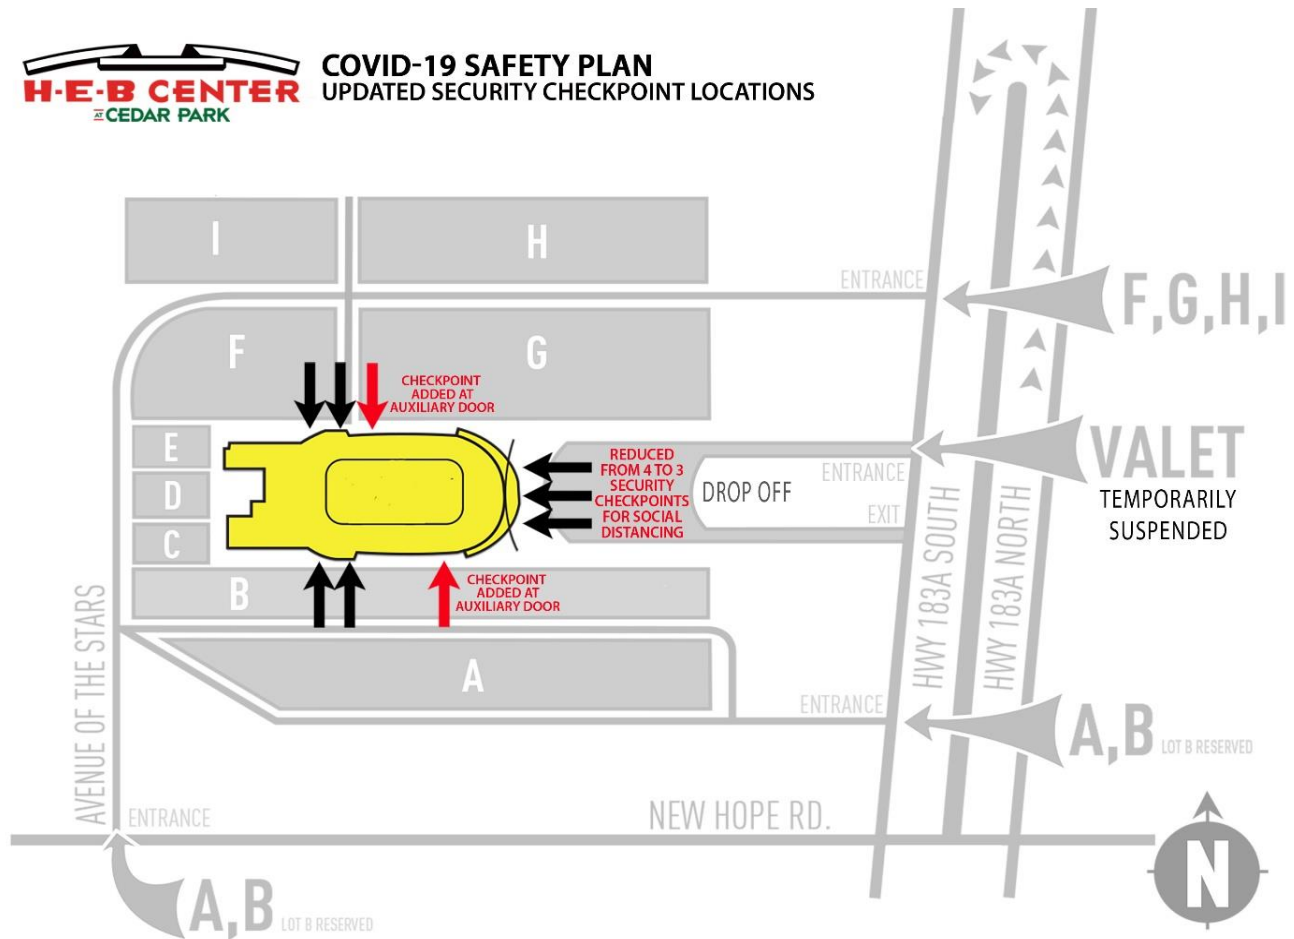 H-E-B CENTER
AT CEDAR PARK
COVID-19 SAFETY PLAN
UPDATED SECURITY CHECKPOINT LOCATIONS
I
H
ENTRANCE
F,G,H,I
F
G
CHECKPOINT
ADDED AT
AUXILIARY DOOR
E
D
C
REDUCED
FROM 4 TO 3
SECURITY
CHECKPOINTS
FOR SOCIAL
DISTANCING
DROP OFF
ENTRANCE
EXIT
VALET
TEMPORARILY
SUSPENDED
HWY 183A SOUTH
HWY 183A NORTH
B
CHECKPOINT
ADDED AT
AUXILIARY DOOR
A
ENTRANCE
A,B LOT B RESERVED
AVENUE OF THE STARS
ENTRANCE
NEW HOPE RD.
A,B LOT B RESERVED
N